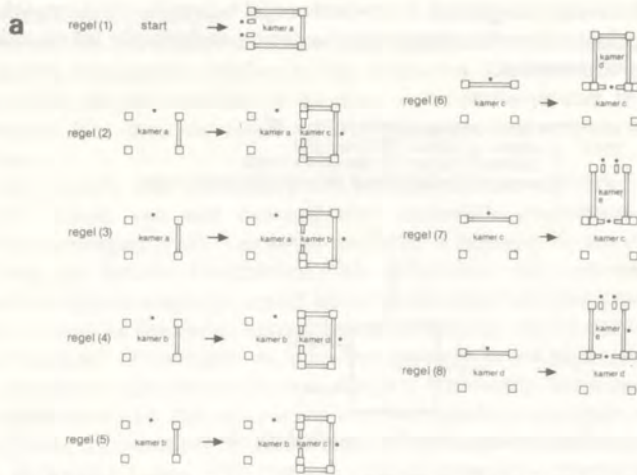 a
regel (1) start kamer a
regel (2) kamer a kamer a kamer c
regel (3) kamer a kamer a kamer b
regel (4) kamer b kamer b kamer d
regel (5) kamer b kamer b kamer c
kamer
d
regel (6) kamer c kamer c
kamer
e
regel (7) kamer c kamer c
kamer
e
regel (8) kamer d kamer d